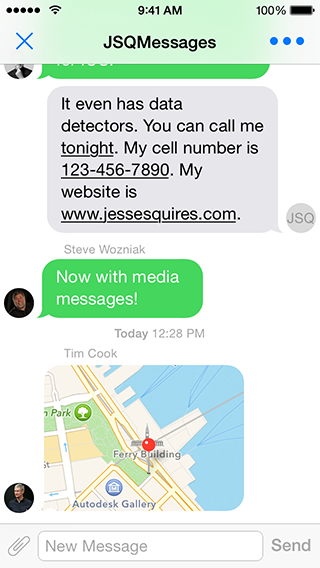 9:41 AM
100%
JSQMessages
It even has data
detectors. You can call me
tonight. My cell number is
123-456-7890. My
website is
www.jessesquires.com.
JSQ
Steve Wozniak
Now with media
messages!
Today 12:28 PM
Tim Cook
Park
Ferry Building
Autodesk Gallery
New Message
Send